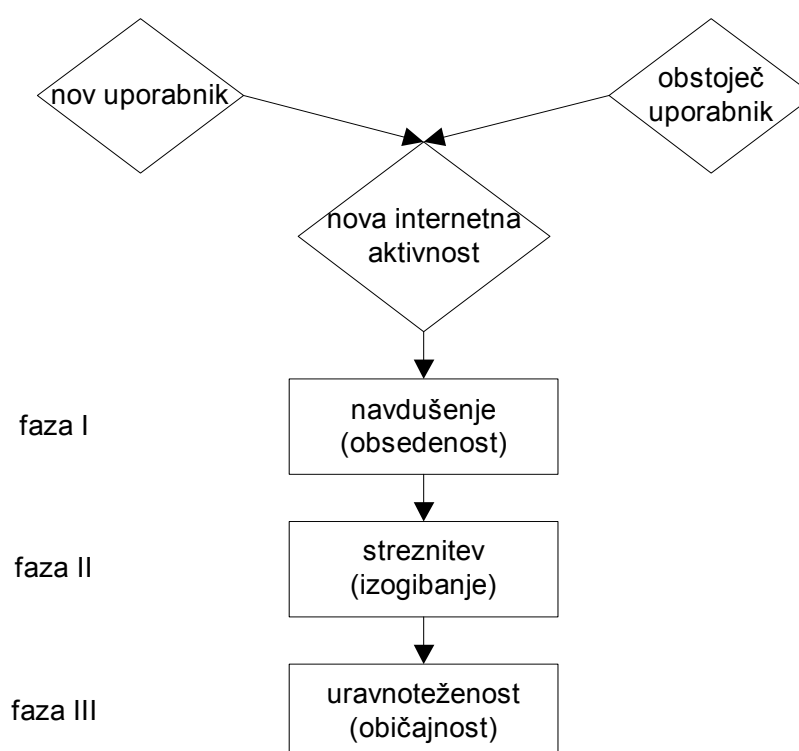 nov uporabnik
obstoječ
uporabnik
nova internetna
aktivnost
faza I
navdušenje
(obsedenost)
faza II
streznitev
(izogibanje)
faza III
uravnoteženost
(običajnost)